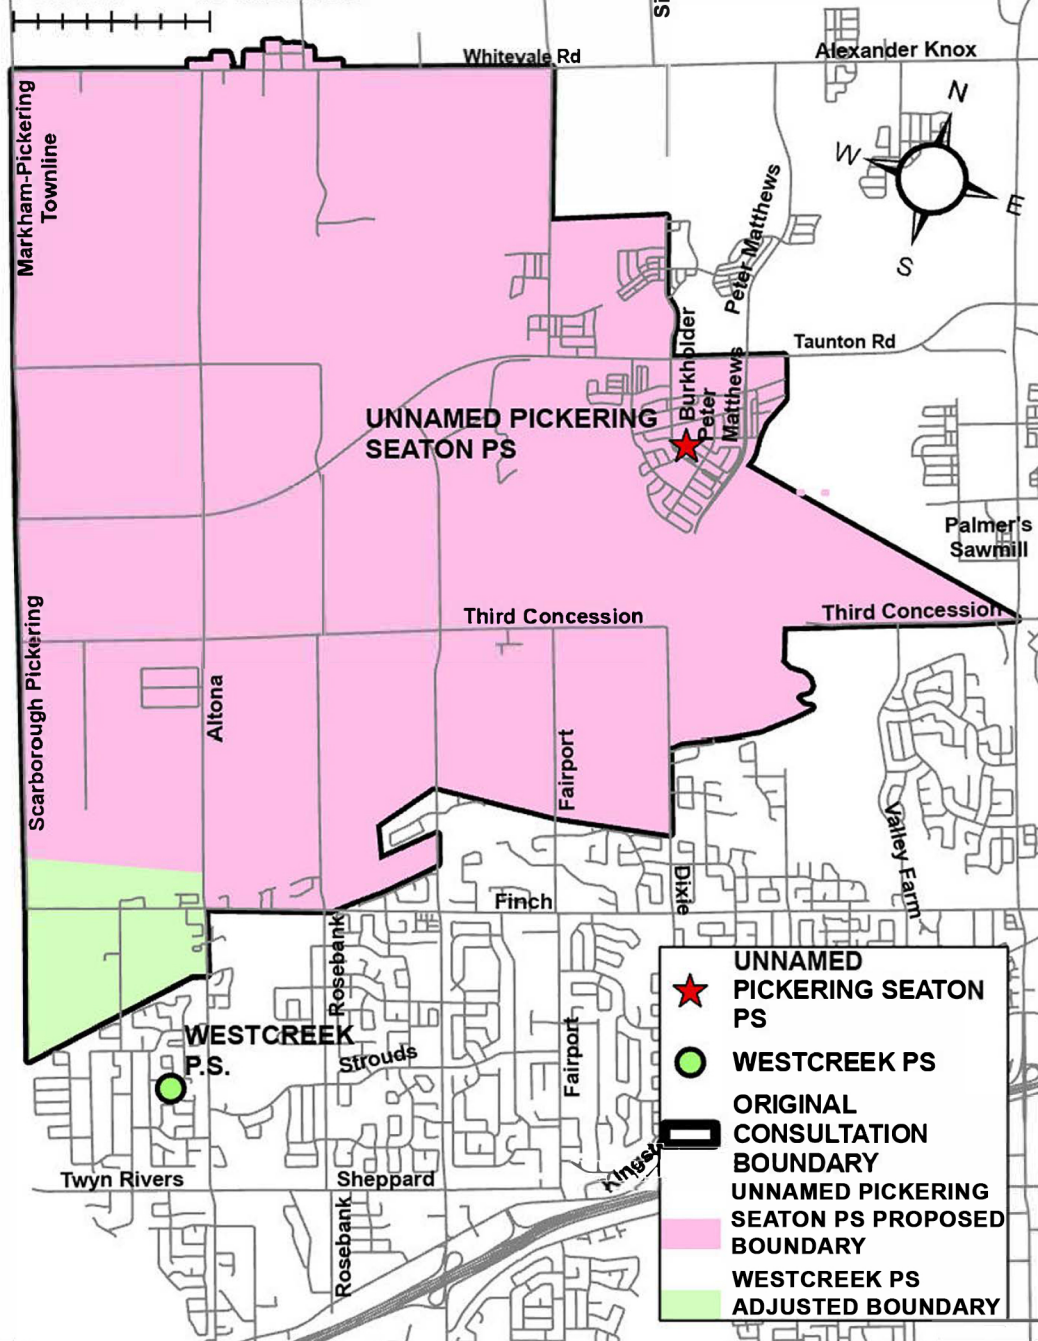 Whitevale Rd
Alexander Knox
Si
Markham-Pickering
Townline
N
W
E
S
Peter Matthews
Burkholder
Taunton Rd
Peter
Matthews
UNNAMED PICKERING
SEATON PS
Palmer's
Sawmill
Third Concession
Third Concession
Scarborough Pickering
Altona
Fairport
Valley Farm
Dixie
Finch
Rosebank
WESTCREEK
P.S.
Strouds
Fairport
Kingst
Twyn Rivers
Sheppard
Rosebank
UNNAMED
PICKERING SEATON
PS
WESTCREEK PS
ORIGINAL
CONSULTATION
BOUNDARY
UNNAMED PICKERING
SEATON PS PROPOSED
BOUNDARY
WESTCREEK PS
ADJUSTED BOUNDARY